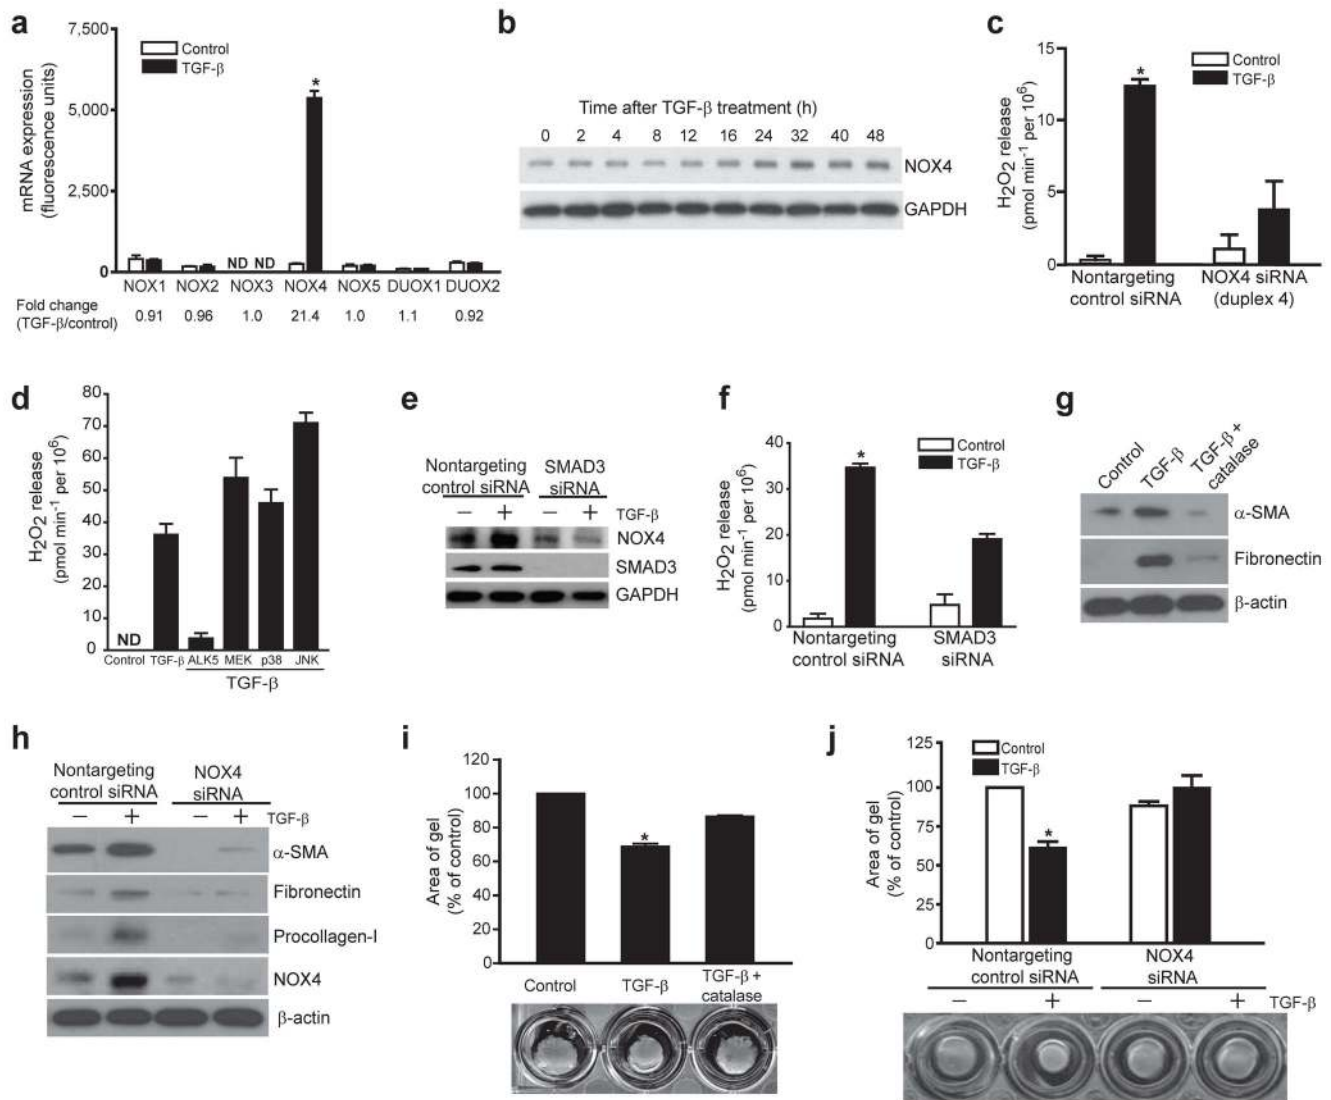 a
7,500
5,000
2,500
0
mRNA expression
(fluorescence units)
Control
TGF-β
*
ND ND
NOX1 NOX2 NOX3 NOX4 NOX5 DUOX1 DUOX2
Fold change
(TGF-β/control)
0.91 0.96 1.0 21.4 1.0 1.1 0.92
b
Time after TGF-β treatment (h)
0 2 4 8 12 16 24 32 40 48
NOX4
GAPDH
c
15
10
5
0
H2O2 release
(pmol min⁻¹ per 10⁶)
Control
TGF-β
*
Nontargeting
control siRNA
NOX4 siRNA
(duplex 4)
d
80
70
60
50
40
30
20
10
0
H2O2 release
(pmol min⁻¹ per 10⁶)
ND
Control TGF-β ALK5 MEK p38 JNK
TGF-β
e
Nontargeting
control siRNA
SMAD3
siRNA
− + − + TGF-β
NOX4
SMAD3
GAPDH
f
40
30
20
10
0
H2O2 release
(pmol min⁻¹ per 10⁶)
Control
TGF-β
*
Nontargeting
control siRNA
SMAD3
siRNA
g
Control
TGF-β
TGF-β +
catalase
α-SMA
Fibronectin
β-actin
h
Nontargeting
control siRNA
NOX4
siRNA
− + − + TGF-β
α-SMA
Fibronectin
Procollagen-I
NOX4
β-actin
i
120
100
80
60
40
20
0
Area of gel
(% of control)
*
Control TGF-β TGF-β +
catalase
j
125
100
75
50
25
0
Area of gel
(% of control)
Control
TGF-β
*
Nontargeting
control siRNA
NOX4
siRNA
− + − + TGF-β